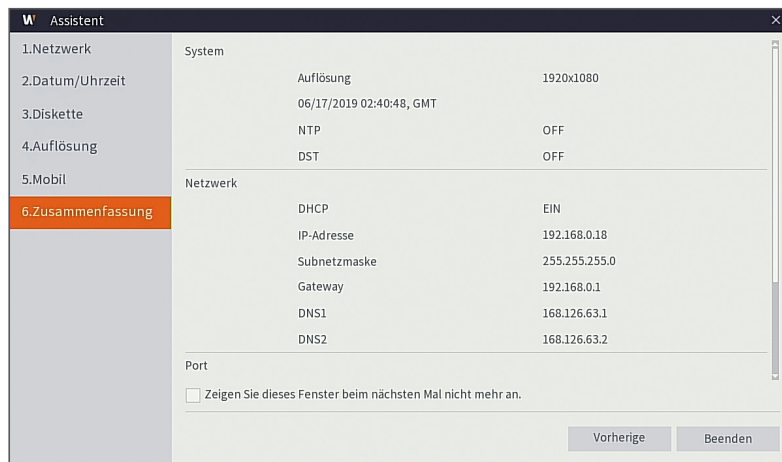 W Assistent ×
1.Netzwerk
2.Datum/Uhrzeit
3.Diskette
4.Auflösung
5.Mobil
6.Zusammenfassung
System
Auflösung 1920x1080
06/17/2019 02:40:48, GMT
NTP OFF
DST OFF
Netzwerk
DHCP EIN
IP-Adresse 192.168.0.18
Subnetzmaske 255.255.255.0
Gateway 192.168.0.1
DNS1 168.126.63.1
DNS2 168.126.63.2
Port
Zeigen Sie dieses Fenster beim nächsten Mal nicht mehr an.
Vorherige Beenden